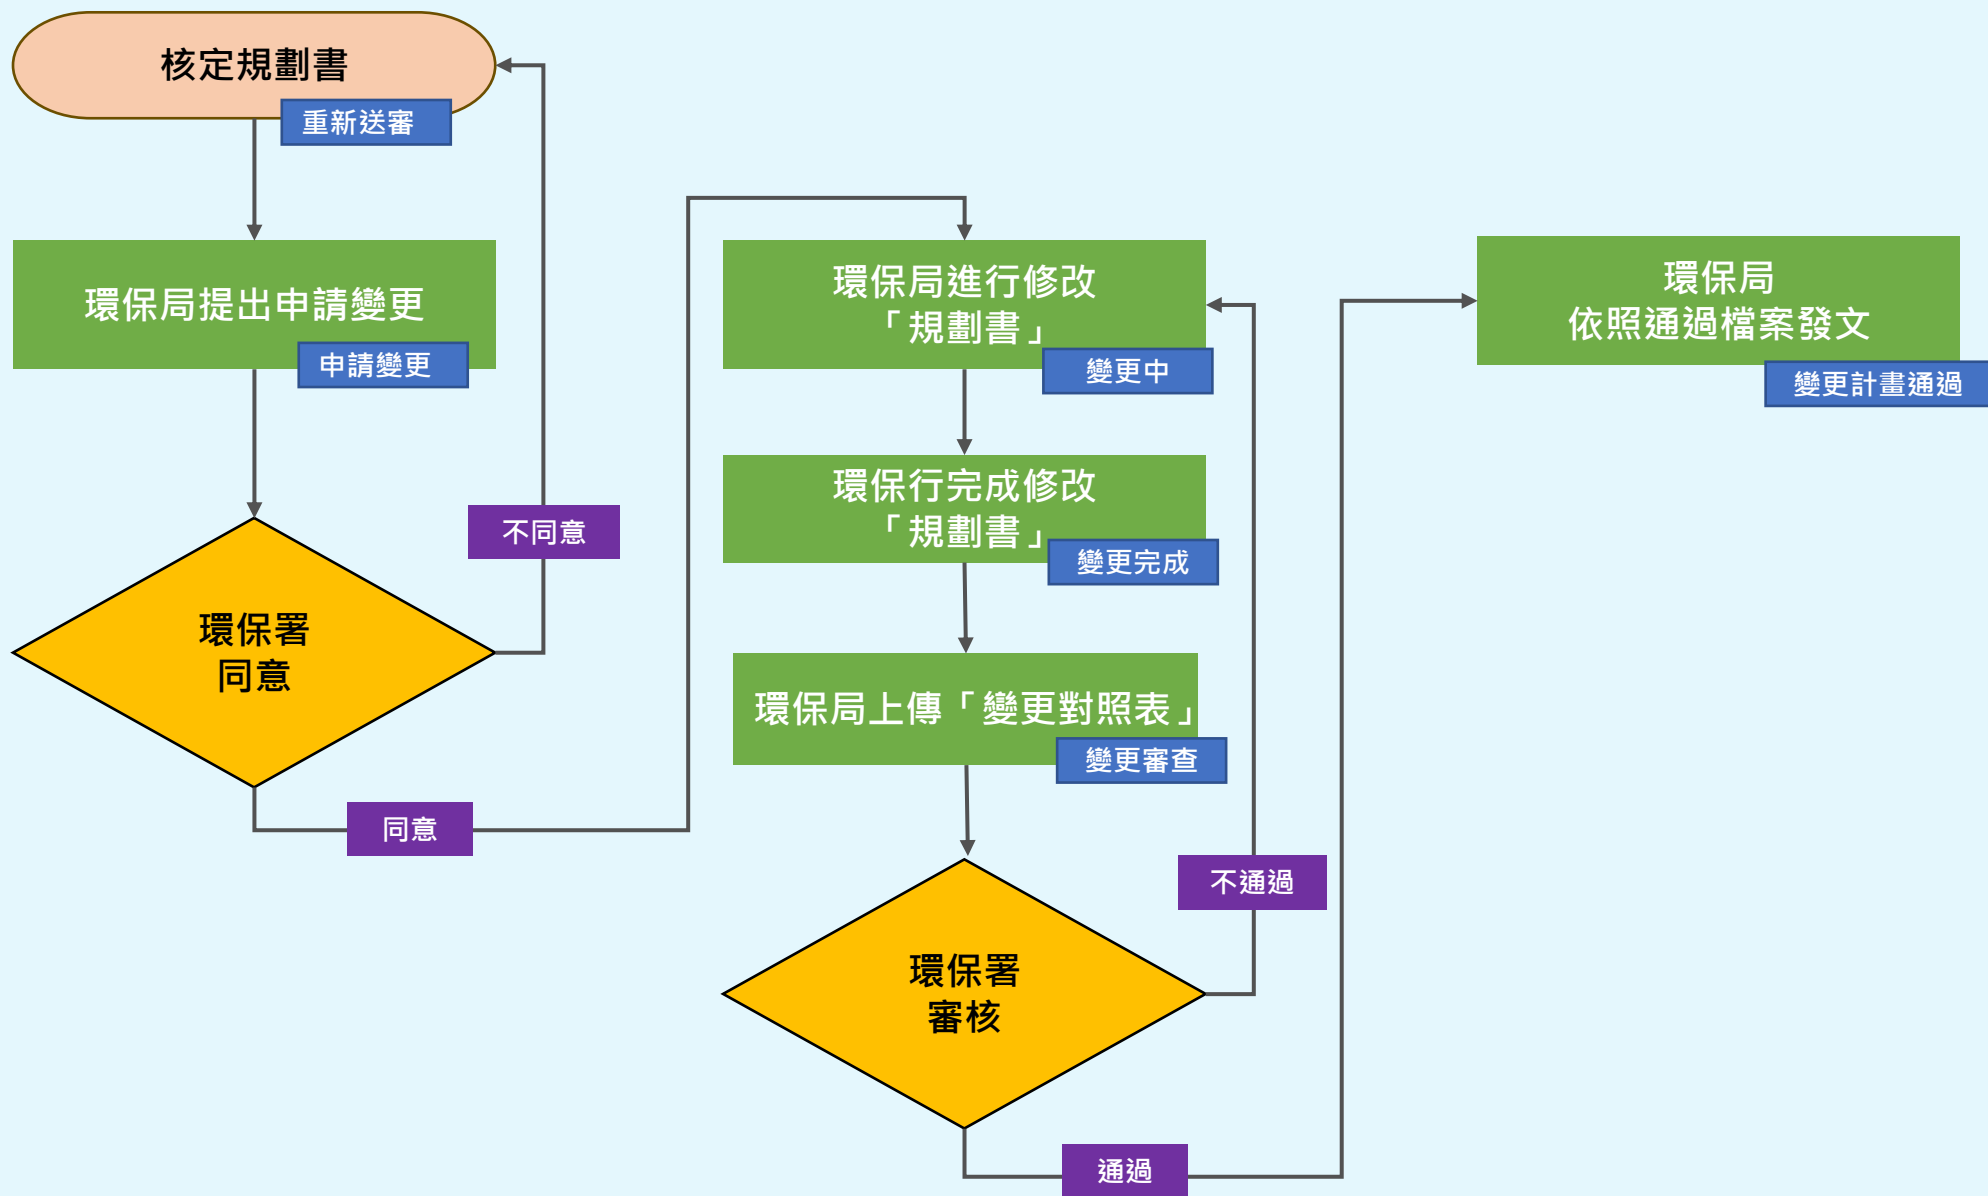 核定規劃書
重新送審
環保局提出申請變更
申請變更
不同意
環保署
同意
同意
環保局進行修改
「規劃書」
變更中
環保行完成修改
「規劃書」
變更完成
環保局上傳「變更對照表」
變更審查
不通過
環保署
審核
通過
環保局
依照通過檔案發文
變更計畫通過